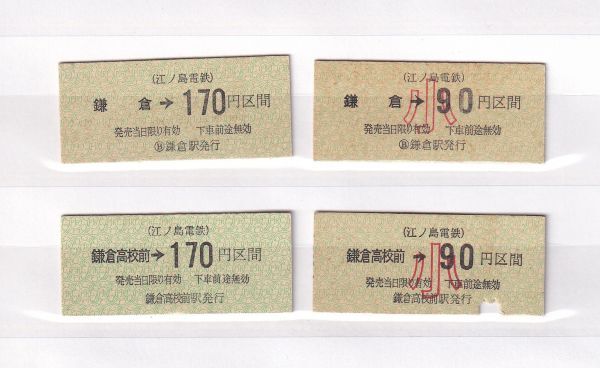 (江ノ島電鉄)
鎌 倉 → 170円区間
発売当日限り有効 下車前途無効
Ⓑ鎌倉駅発行
(江ノ島電鉄)
小
鎌 倉 → 90円区間
発売当日限り有効 下車前途無効
Ⓑ鎌倉駅発行
(江ノ島電鉄)
鎌倉高校前 → 170円区間
発売当日限り有効 下車前途無効
鎌倉高校前駅発行
(江ノ島電鉄)
小
鎌倉高校前 → 90円区間
発売当日限り有効 下車前途無効
鎌倉高校前駅発行